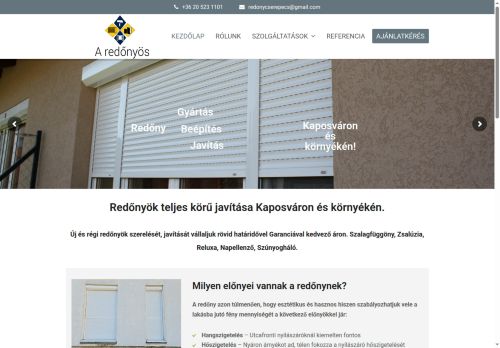 +36 20 523 1101
redonycserepecs@gmail.com
A redőnyös
KEZDŐLAP
RÓLUNK
SZOLGÁLTATÁSOK
REFERENCIA
AJÁNLATKÉRÉS
Gyártás
Redőny
Beépítés
Javítás
Kaposváron
és
környékén!
Redőnyök teljes körű javítása Kaposváron és környékén.
Új és régi redőnyök szerelését, javítását vállaljuk rövid határidővel Garanciával kedvező áron. Szalagfüggöny, Zsalúzia,
Reluxa, Napellenző, Szúnyogháló.
Milyen előnyei vannak a redőnynek?
A redőny azon túlmenően, hogy esztétikus és hasznos hiszen szabályozhatjuk vele a
lakásba jutó fény mennyiségét a következő előnyökkel jár:
Hangszigetelés – Utcafronti nyílászáróknál kiemelten fontos
Hőszigetelés – Nyáron árnyékot ad, télen fokozza a nyílászáró hőszigetelését